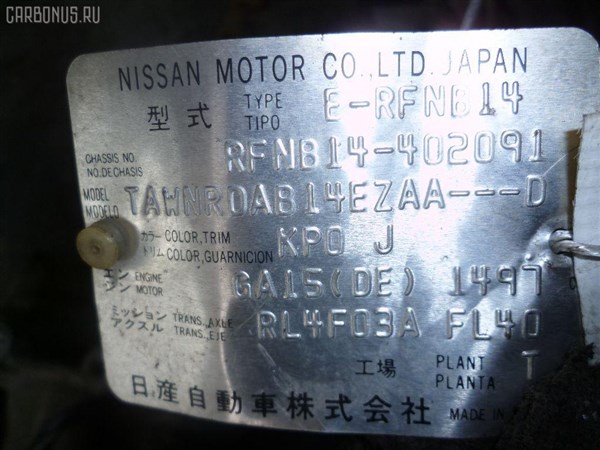 CARBONUS.RU
NISSAN MOTOR CO.,LTD.JAPAN
型式 TYPE TIPO E-RFNB14
CHASSIS NO. NO.DE CHASIS RFNB14-402091
MODEL MODELO TAWNR0AB14EZAA---D
カラー COLOR,TRIM トリム COLOR,GUARNICION KP0 J
エンジン ENGINE MOTOR GA15(DE) 1497
ミッション TRANS.,AXLE アクスル TRANS.,EJE RL4F03A FL40
工場 PLANT PLANTA T
日産自動車株式会社 MADE IN